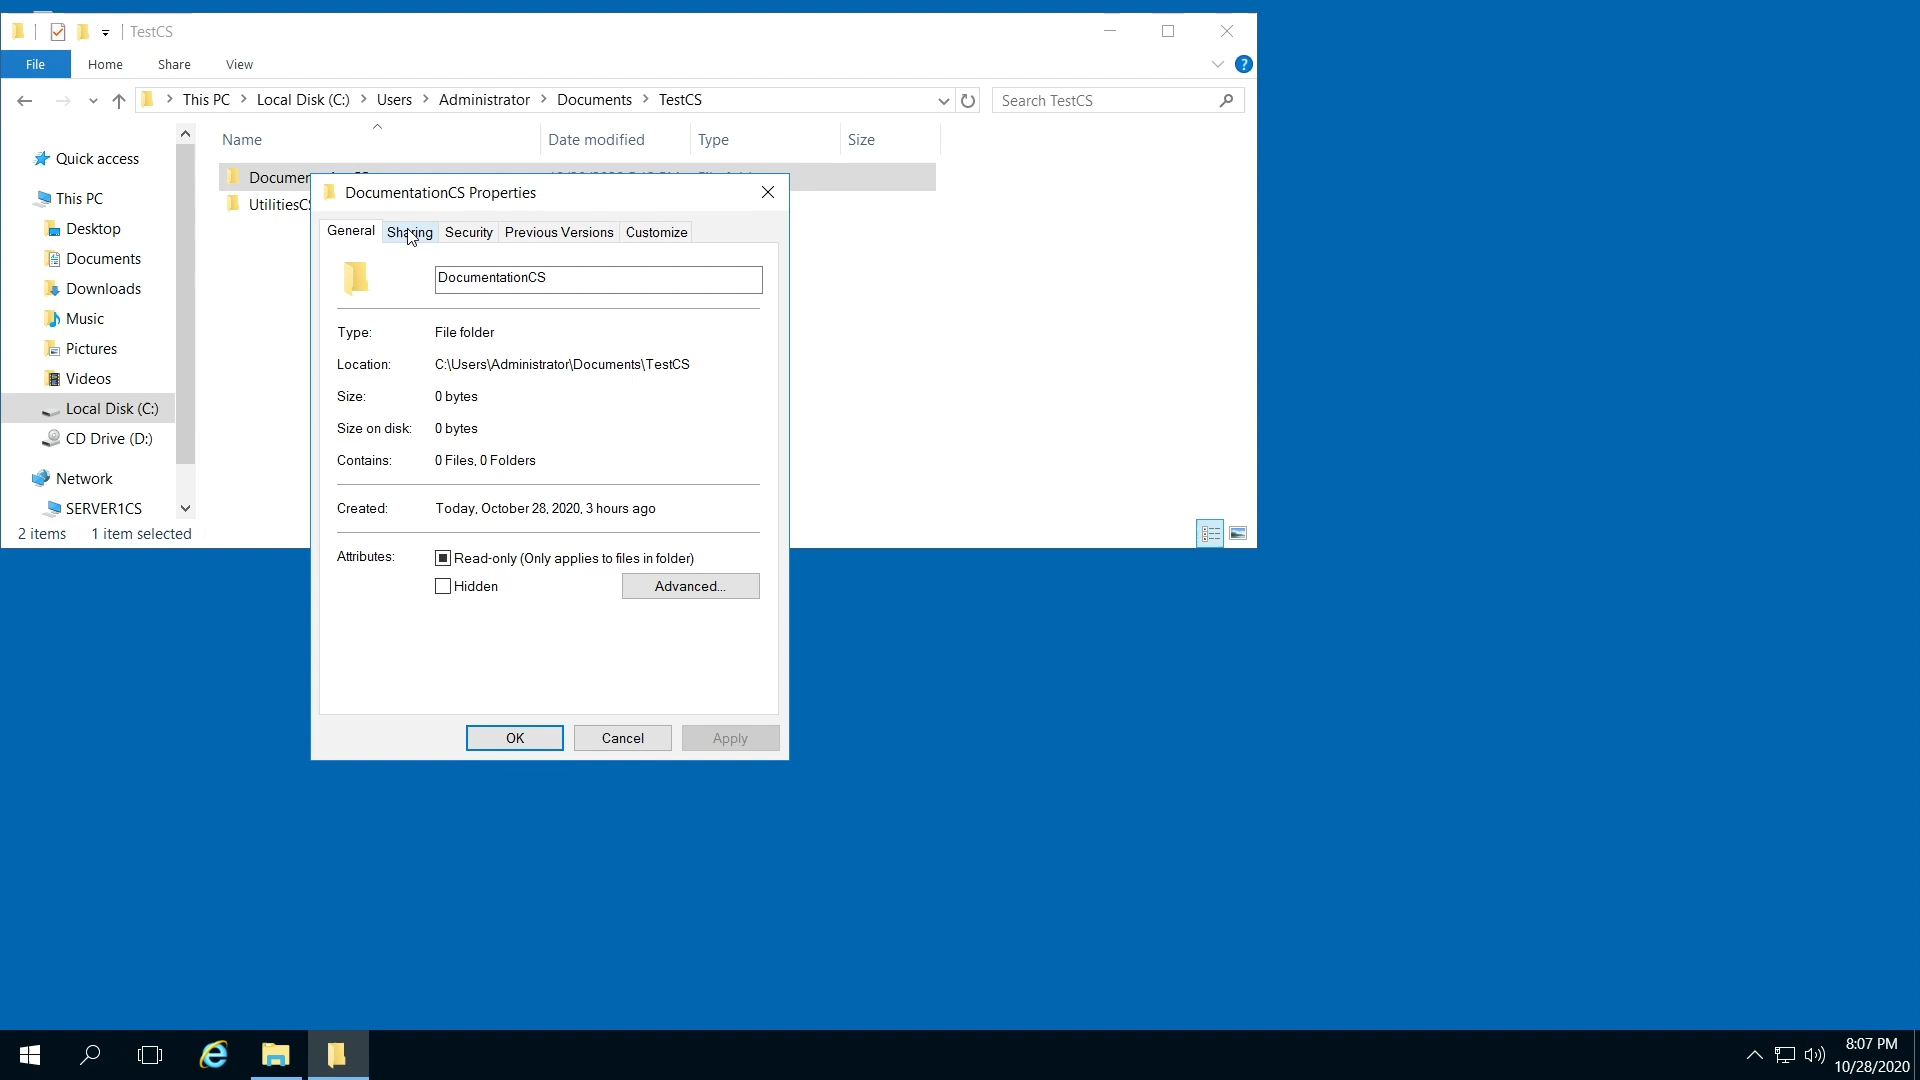 TestCS
File Home Share View
This PC Local Disk (C:) Users Administrator Documents TestCS
Search TestCS
Name Date modified Type Size
Quick access
This PC
Desktop
Documents
Downloads
Music
Pictures
Videos
Local Disk (C:)
CD Drive (D:)
Network
SERVER1CS
UtilitiesCS
2 items 1 item selected
DocumentationCS Properties
General Sharing Security Previous Versions Customize
DocumentationCS
Type: File folder
Location: C:\Users\Administrator\Documents\TestCS
Size: 0 bytes
Size on disk: 0 bytes
Contains: 0 Files, 0 Folders
Created: Today, October 28, 2020, 3 hours ago
Attributes: Read-only (Only applies to files in folder)
Hidden Advanced...
OK Cancel Apply
8:07 PM
10/28/2020